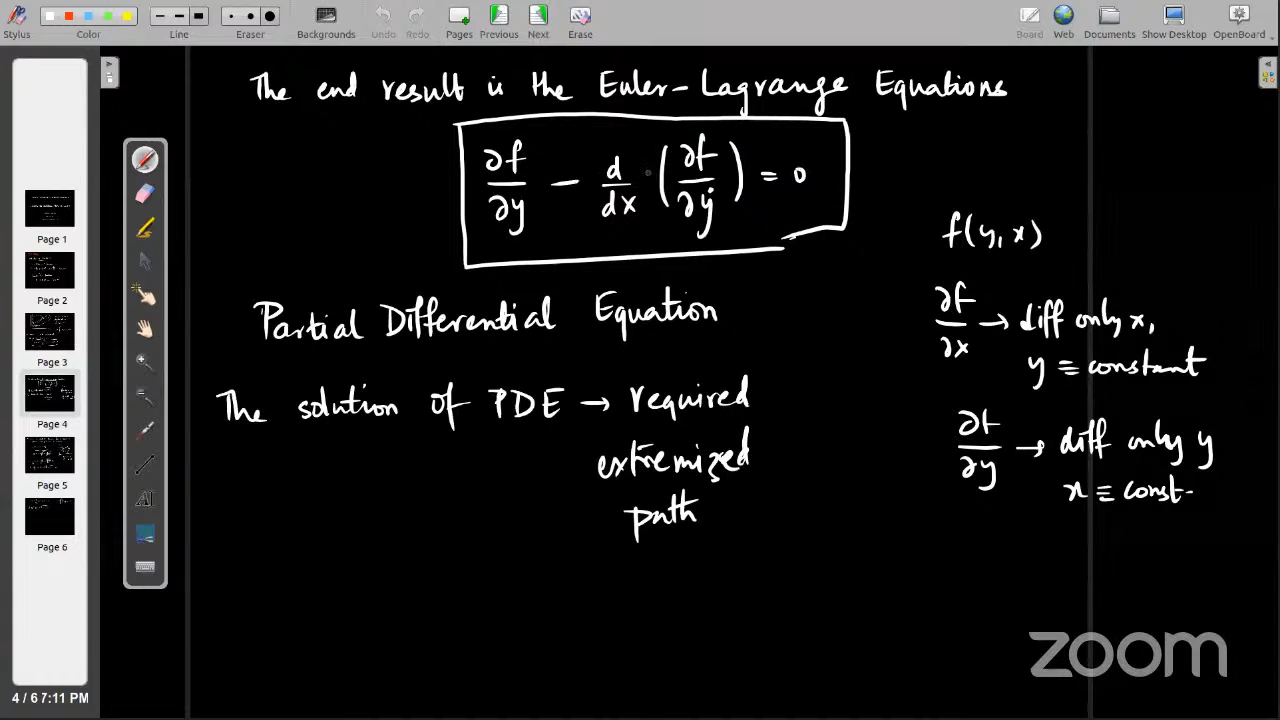 Stylus Color Line Eraser Backgrounds Undo Redo Pages Previous Next Erase Board Web Documents Show Desktop OpenBoard
The end result is the Euler-Lagrange Equations
∂f/∂y - d/dx (∂f/∂ẏ) = 0
f(y, x)
Partial Differential Equation
∂f/∂x → diff only x,
y ≡ constant
The solution of PDE → required
extremized
path
∂f/∂y → diff only y
x ≡ const-
Page 1
Page 2
Page 3
Page 4
Page 5
Page 6
4 / 6 7:11 PM
zoom